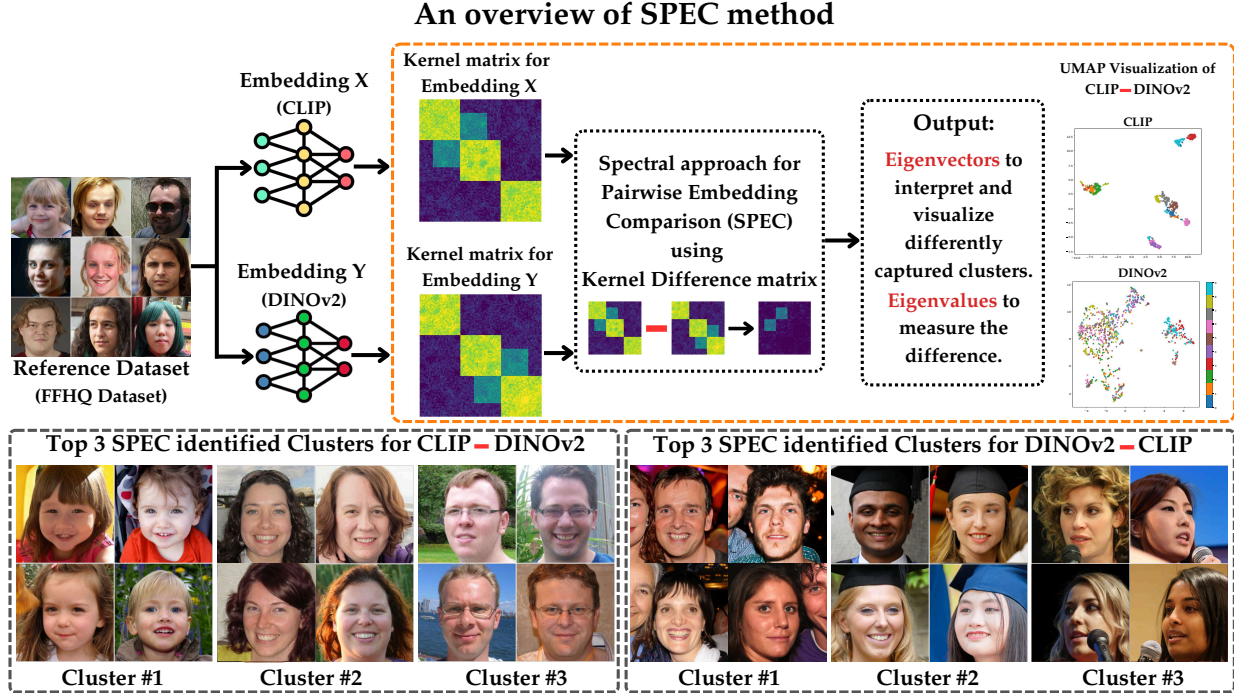 An overview of SPEC method
Embedding X
(CLIP)
Reference Dataset
(FFHQ Dataset)
Embedding Y
(DINOv2)
Kernel matrix for
Embedding X
Kernel matrix for
Embedding Y
Spectral approach for
Pairwise Embedding
Comparison (SPEC)
using
Kernel Difference matrix
Output:
Eigenvectors to
interpret and
visualize
differently
captured clusters.
Eigenvalues to
measure the
difference.
UMAP Visualization of
CLIP - DINOv2
CLIP
DINOv2
Top 3 SPEC identified Clusters for CLIP - DINOv2
Cluster #1
Cluster #2
Cluster #3
Top 3 SPEC identified Clusters for DINOv2 - CLIP
Cluster #1
Cluster #2
Cluster #3